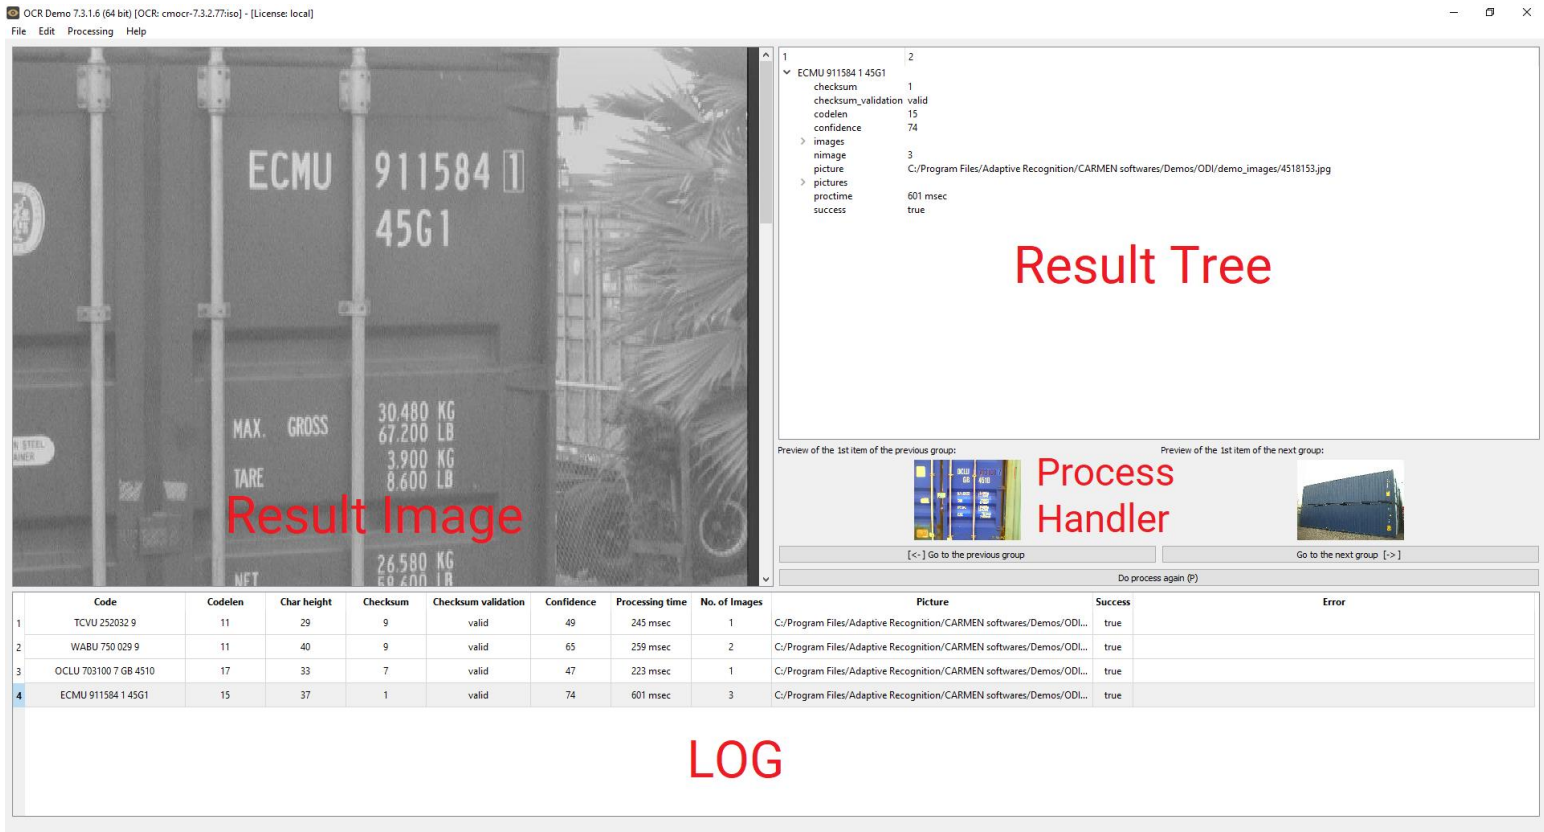 OCR Demo 7.3.1.6 (64 bit) [OCR: cmocr-7.3.2.77:iso] - [License: local]
File Edit Processing Help
ECMU 911584 1
45G1
MAX. GROSS 30.480 KG
67.200 LB
TARE 3.900 KG
8.600 LB
NET 26.580 KG
58.600 LB
Result Image
1 2
ECMU 911584 1 45G1
checksum 1
checksum_validation valid
codelen 15
confidence 74
images
nimage 3
picture C:/Program Files/Adaptive Recognition/CARMEN softwares/Demos/ODI/demo_images/4518153.jpg
pictures
proctime 601 msec
success true
Result Tree
Preview of the 1st item of the previous group: Preview of the 1st item of the next group:
Process
Handler
[<-] Go to the previous group Go to the next group [->]
Do process again (P)
Code Codelen Char height Checksum Checksum validation Confidence Processing time No. of Images Picture Success Error
1 TCVU 252032 9 11 29 9 valid 49 245 msec 1 C:/Program Files/Adaptive Recognition/CARMEN softwares/Demos/ODI... true
2 WABU 750 029 9 11 40 9 valid 65 259 msec 2 C:/Program Files/Adaptive Recognition/CARMEN softwares/Demos/ODI... true
3 OCLU 703100 7 GB 4510 17 33 7 valid 47 223 msec 1 C:/Program Files/Adaptive Recognition/CARMEN softwares/Demos/ODI... true
4 ECMU 911584 1 45G1 15 37 1 valid 74 601 msec 3 C:/Program Files/Adaptive Recognition/CARMEN softwares/Demos/ODI... true
LOG